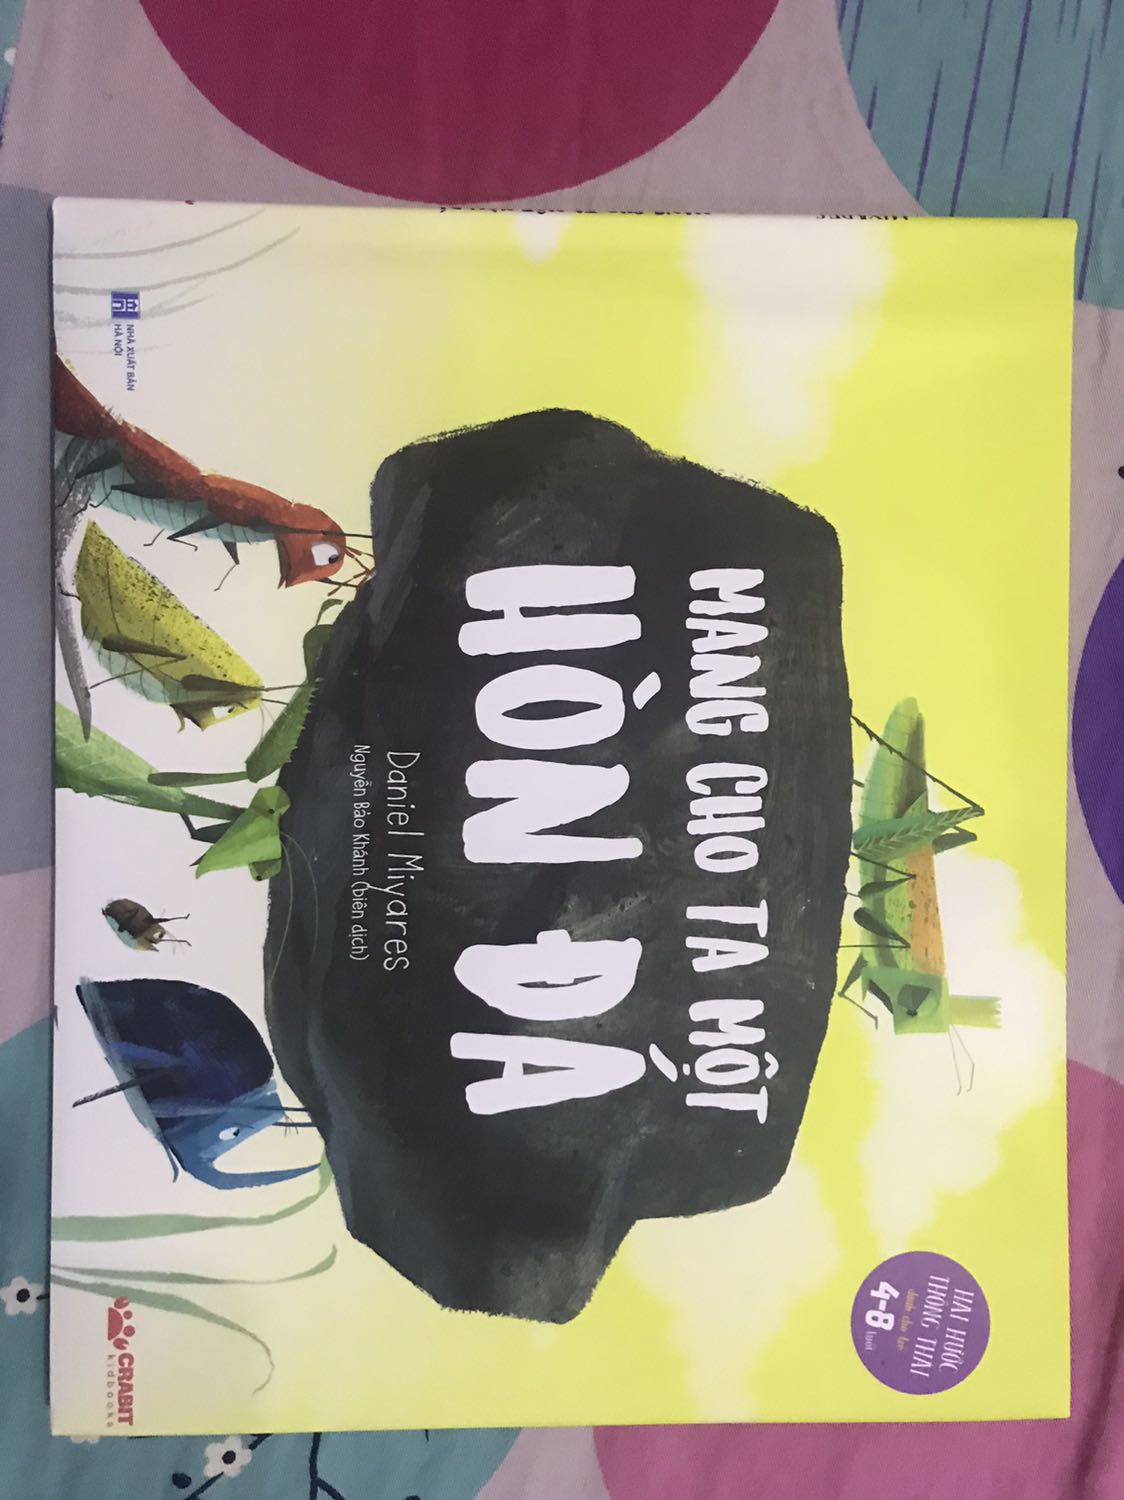 HÀI HƯỚC
THÔNG THÁI
dành cho trẻ
4-8 tuổi
MANG CHO TA MỘT
HÒN ĐÁ
Daniel Miyares
Nguyễn Bảo Khánh (biên dịch)
NHÀ XUẤT BẢN
HÀ NỘI
CRABIT
kidbooks